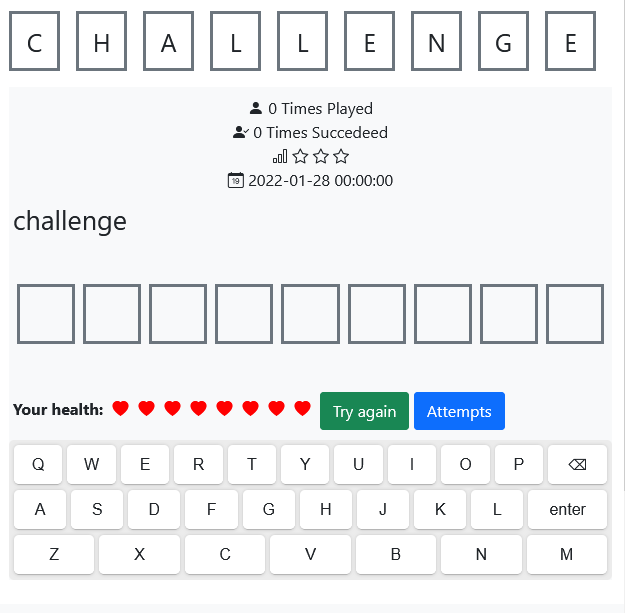 C H A L L E N G E
0 Times Played
0 Times Succedeed
19 2022-01-28 00:00:00
challenge
Your health: Try again Attempts
Q W E R T Y U I O P
A S D F G H J K L enter
Z X C V B N M